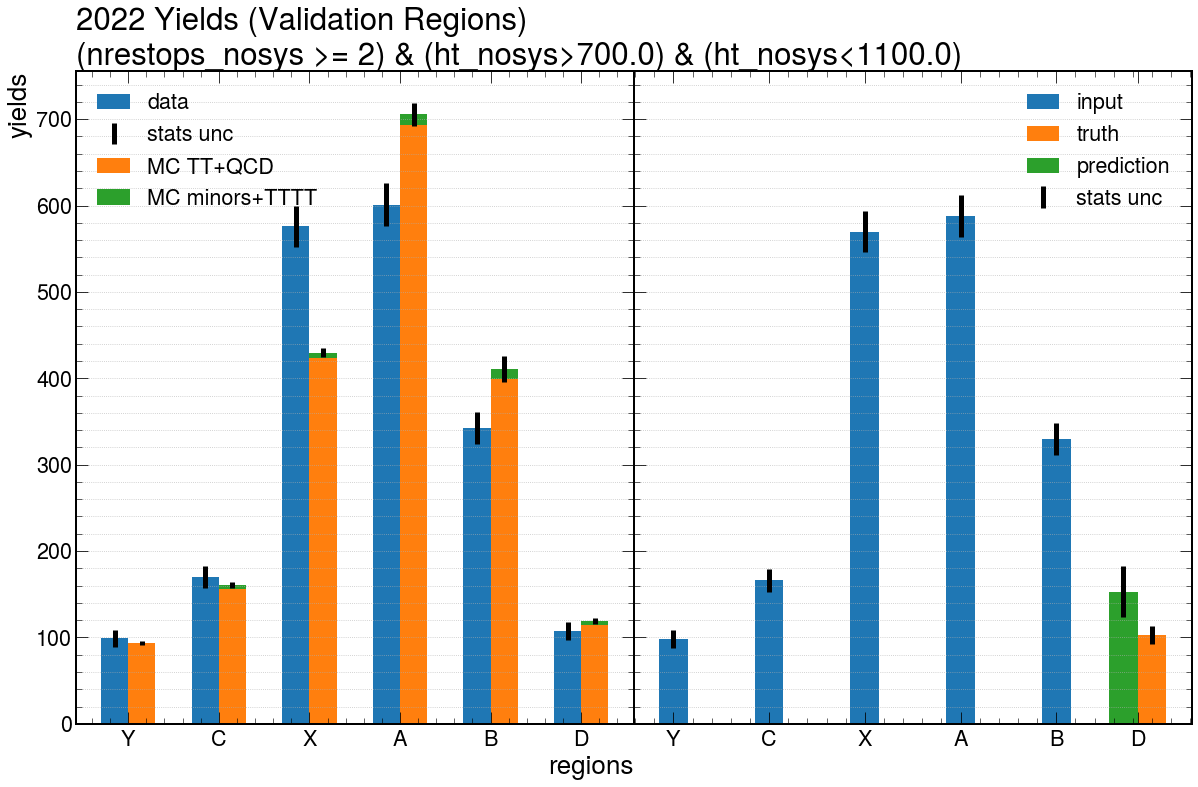 2022 Yields (Validation Regions)
(nrestops_nosys >= 2) & (ht_nosys>700.0) & (ht_nosys<1100.0)
yields
700
600
500
400
300
200
100
0
data
stats unc
MC TT+QCD
MC minors+TTTT
Y C X A B D
input
truth
prediction
stats unc
Y C X A B D
regions